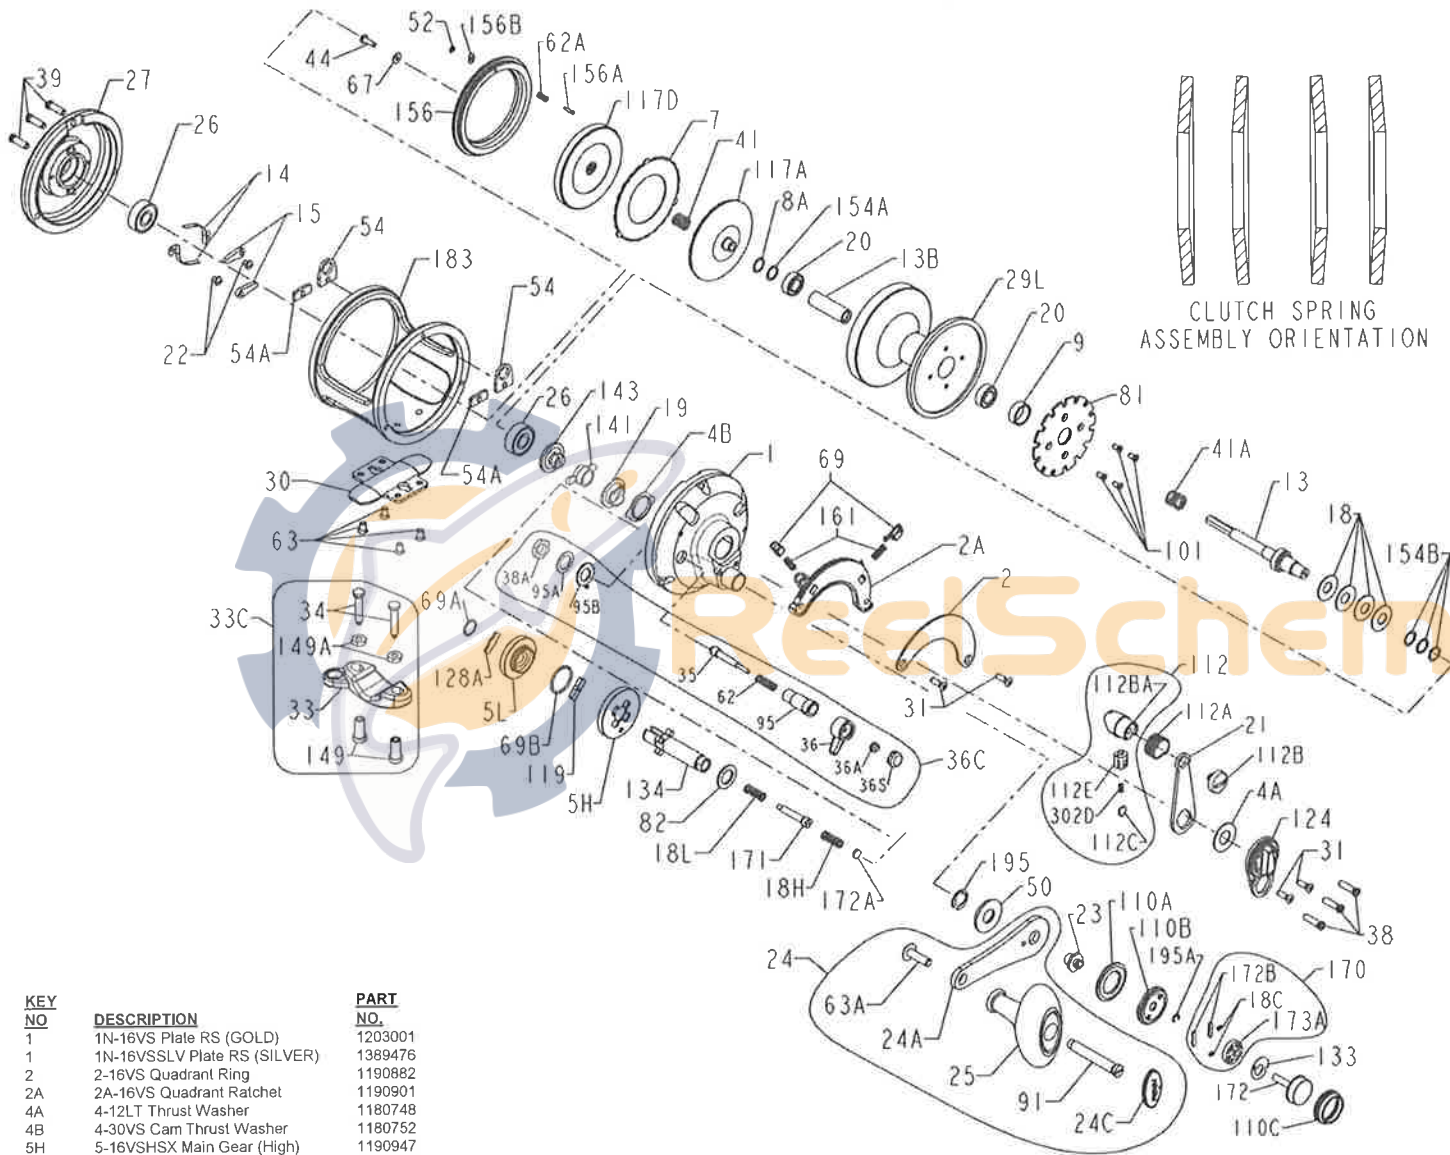 52
156B
62A
44
67
156A
39
27
156
117D
7
26
41
117A
8A
154A
14
20
15
54
13B
183
29L
54
20
CLUTCH SPRING
ASSEMBLY ORIENTATION
22
54A
9
81
26
143
19
141
4B
1
69
41A
54A
30
13
161
18
63
2A
101
154B
38A
95A
95B
2
69A
33C
34
ReelSchem
149A
128A
35
112
112BA
33
5L
62
31
112A
95
21
69B
36
149
119
36A
36S
36C
112B
5H
134
112E
4A
302D
82
124
112C
18L
171
31
18H
195
172A
50
110A
23
110B
38
24
195A
170
63A
172B
18C
24A
173A
133
25
172
91
24C
110C
KEY NO DESCRIPTION PART NO.
1 1N-16VS Plate RS (GOLD) 1203001
1 1N-16VSSLV Plate RS (SILVER) 1389476
2 2-16VS Quadrant Ring 1190882
2A 2A-16VS Quadrant Ratchet 1190901
4A 4-12LT Thrust Washer 1180748
4B 4-30VS Cam Thrust Washer 1180752
5H 5-16VSHSX Main Gear (High) 1190947